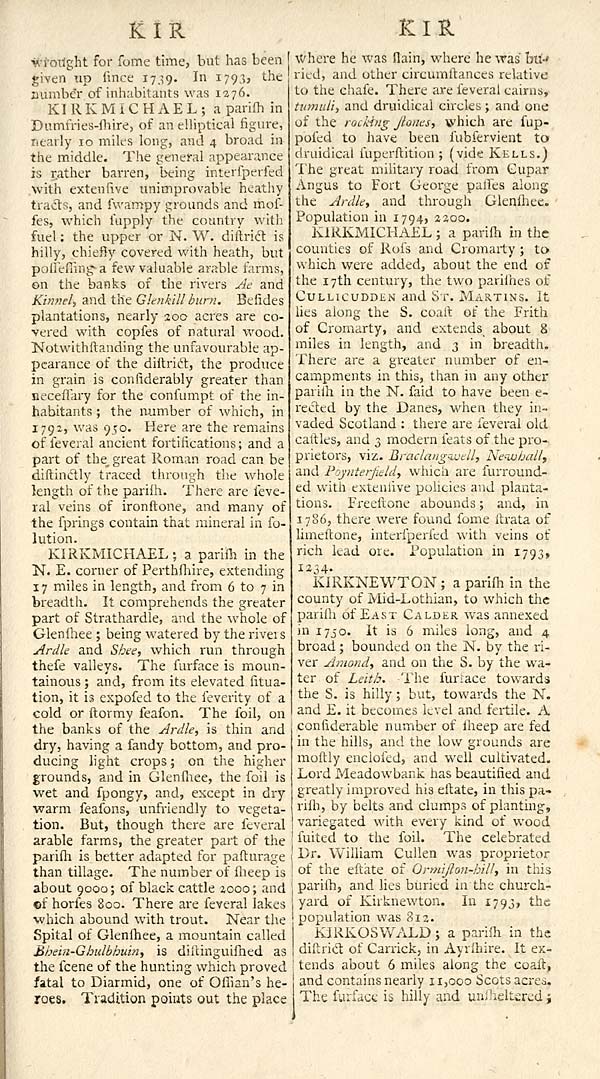 KIR
wrought for ſome time, but has been
given up ſince 1739. In 1793, the
number of inhabitants was 1276.
KIRKMICHAEL; a pariſh in
Dumfries-ſhire, of an elliptical figure,
nearly 10 miles long, and 4 broad in
the middle. The general appearance
is rather barren, being interſperſed
with extenſive unimprovable heathy
tracts, and ſwampy grounds and moſ-
ſes, which ſupply the country with
fuel: the upper or N. W. diſtrict is
hilly, chiefly covered with heath, but
poſſeſſing a few valuable arable farms,
on the banks of the rivers Ae and
Kinnel, and the Glenkill burn. Beſides
plantations, nearly 200 acres are co-
vered with copſes of natural wood.
Notwithſtanding the unfavourable ap-
pearance of the diſtrict, the produce
in grain is conſiderably greater than
neceſſary for the conſumpt of the in-
habitants; the number of which, in
1792, was 950. Here are the remains
of ſeveral ancient fortifications; and a
part of the great Roman road can be
diſtinctly traced through the whole
length of the pariſh. There are ſeve-
ral veins of ironſtone, and many of
the ſprings contain that mineral in ſo-
lution.
KIRKMICHAEL; a pariſh in the
N. E. corner of Perthſhire, extending
17 miles in length, and from 6 to 7 in
breadth. It comprehends the greater
part of Strathardle, and the whole of
Glenſhee; being watered by the rivers
Ardle and Shee, which run through
theſe valleys. The ſurface is moun-
tainous; and, from its elevated ſitua-
tion, it is expoſed to the ſeverity of a
cold or ſtormy ſeaſon. The ſoil, on
the banks of the Ardle, is thin and
dry, having a ſandy bottom, and pro-
ducing light crops; on the higher
grounds, and in Glenſhee, the ſoil is
wet and ſpongy, and, except in dry
warm ſeaſons, unfriendly to vegeta-
tion. But, though there are ſeveral
arable farms, the greater part of the
pariſh is better adapted for paſturage
than tillage. The number of ſheep is
about 9000; of black cattle 2000; and
of horſes 800. There are ſeveral lakes
which abound with trout. Near the
Spital of Glenſhee, a mountain called
Bhein-Ghulbhuin, is diſtinguiſhed as
the ſcene of the hunting which proved
fatal to Diarmid, one of Oſſian's he-
roes. Tradition points out the place
KIR
where he was ſlain, where he was bu-
ried, and other circumſtances relative
to the chaſe. There are ſeveral cairns,
tumuli, and druidical circles; and one
of the rocking ſtones, which are ſup-
poſed to have been ſubſervient to
druidical ſuperſtition; (vide KELLS.)
The great military road from Cupar
Angus to Fort George paſſes along
the Ardle, and through Glenſhee.
Population in 1794, 2200.
KIRKMICHAEL; a pariſh in the
counties of Roſs and Cromarty; to
which were added, about the end of
the 17th century, the two pariſhes of
CULLICUDDEN and ST. MARTINS. It
lies along the S. coaſt of the Frith
of Cromarty, and extends about 8
miles in length, and 3 in breadth.
There are a greater number of en-
campments in this, than in any other
pariſh in the N. ſaid to have been e-
rected by the Danes, when they in-
vaded Scotland: there are ſeveral old
caſtles, and 3 modern ſeats of the pro-
prietors, viz. Braelangwell, Newhall,
and Poynterfield, which are ſurround-
ed with extenſive policies and planta-
tions. Freeſtone abounds; and, in
1786, there were found ſome ſtrata of
limeſtone, interſperſed with veins of
rich lead ore. Population in 1793,
1234.
KIRKNEWTON; a pariſh in the
county of Mid-Lothian, to which the
pariſh of EAST CALDER was annexed
in 1750. It is 6 miles long, and 4
broad; bounded on the N. by the ri-
ver Amond, and on the S. by the wa-
ter of Leith. The ſurface towards
the S. is hilly; but, towards the N.
and E. it becomes level and fertile. A
conſiderable number of ſheep are fed
in the hills, and the low grounds are
moſtly encloſed, and well cultivated.
Lord Meadowbank has beautified and
greatly improved his eſtate, in this pa-
riſh, by belts and clumps of planting,
variegated with every kind of wood
ſuited to the ſoil. The celebrated
Dr. William Cullen was proprietor
of the eſtate of Ormiſton-hill, in this
pariſh, and lies buried in the church-
yard of Kirknewton. In 1793, the
population was 812.
KIRKOSWALD; a pariſh in the
diſtrict of Carrick, in Ayrſhire. It ex-
tends about 6 miles along the coaſt,
and contains nearly 11,000 Scots acres.
The ſurface is hilly and unſheltered;